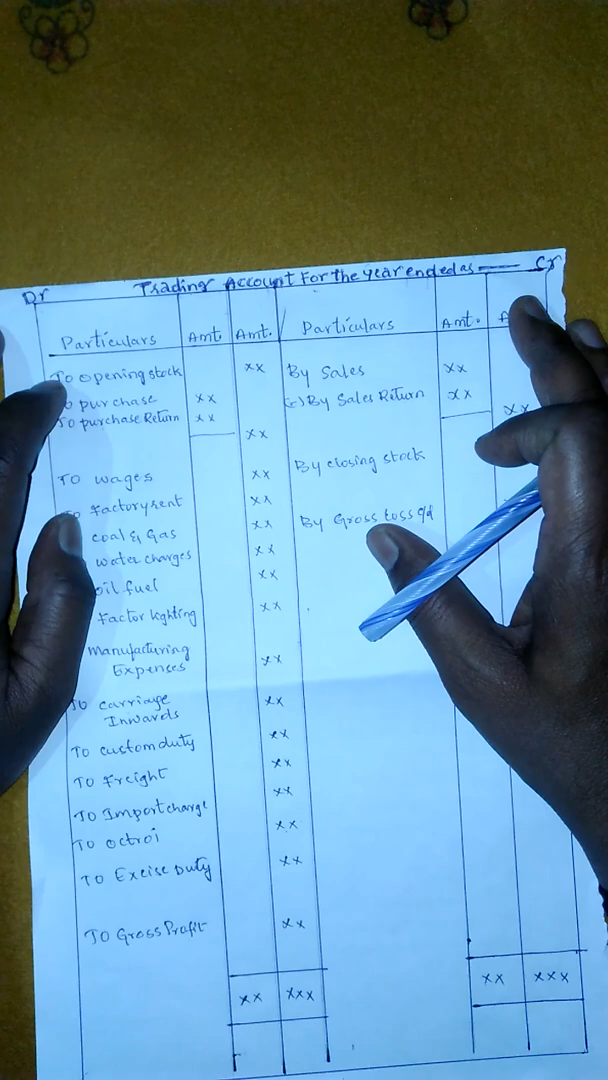 Dr Trading Account For the year ended as — Cr
Particulars Amt. Amt. Particulars Amt. A
To opening stock xx By Sales xx
To purchase xx (-) By Sales Return xx xx
To purchase Return xx
xx
To wages xx By closing stock
To Factory rent xx
coal & Gas xx By Gross Loss c/d
water charges xx
oil fuel xx
Factor lighting xx
Manufacturing
Expenses xx
To carriage xx
Inwards
To custom duty xx
To Freight xx
To Import charge xx
To octroi xx
To Excise Duty xx
To Gross Profit xx
xx xxx xx xxx